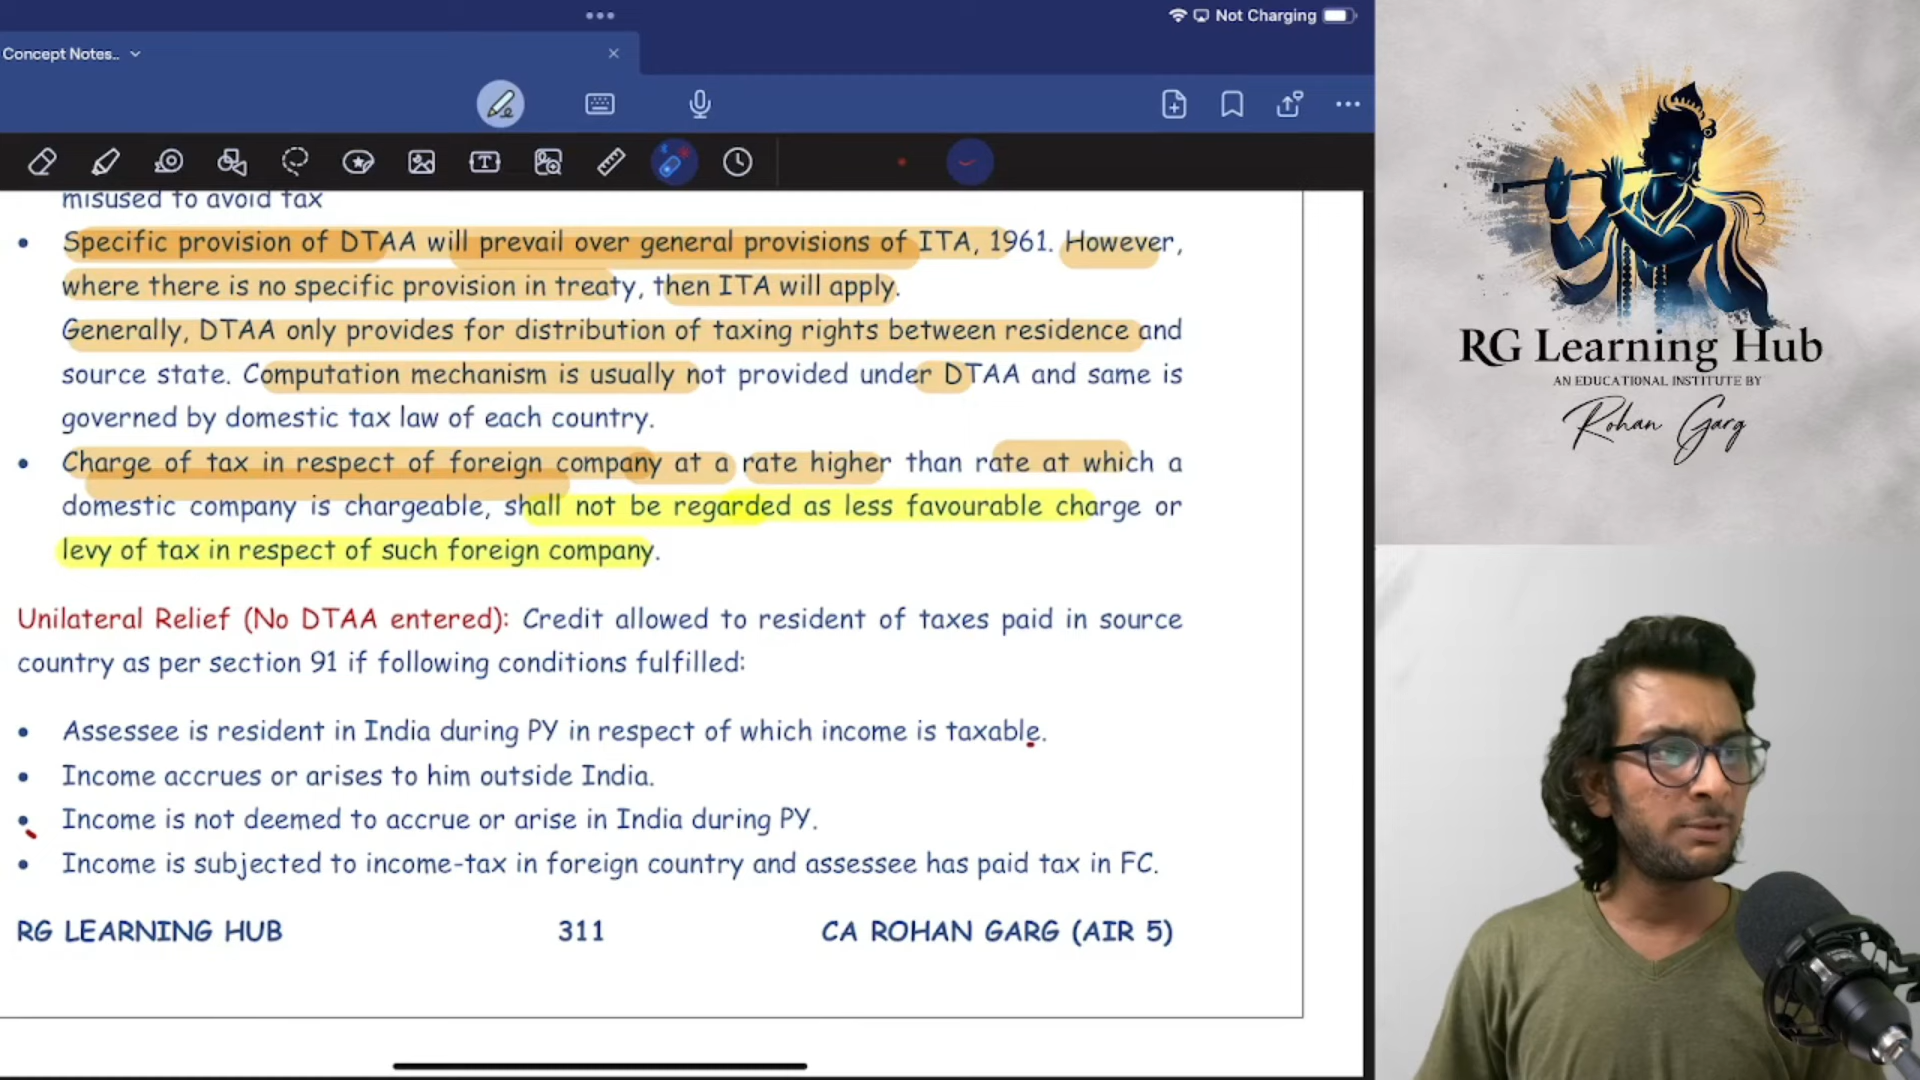 Not Charging
Concept Notes..
misused to avoid tax
• Specific provision of DTAA will prevail over general provisions of ITA, 1961. However,
where there is no specific provision in treaty, then ITA will apply.
Generally, DTAA only provides for distribution of taxing rights between residence and
source state. Computation mechanism is usually not provided under DTAA and same is
governed by domestic tax law of each country.
• Charge of tax in respect of foreign company at a rate higher than rate at which a
domestic company is chargeable, shall not be regarded as less favourable charge or
levy of tax in respect of such foreign company.
Unilateral Relief (No DTAA entered): Credit allowed to resident of taxes paid in source
country as per section 91 if following conditions fulfilled:
• Assessee is resident in India during PY in respect of which income is taxable.
• Income accrues or arises to him outside India.
• Income is not deemed to accrue or arise in India during PY.
• Income is subjected to income-tax in foreign country and assessee has paid tax in FC.
RG LEARNING HUB 311 CA ROHAN GARG (AIR 5)
RG Learning Hub
AN EDUCATIONAL INSTITUTE BY
Rohan Garg